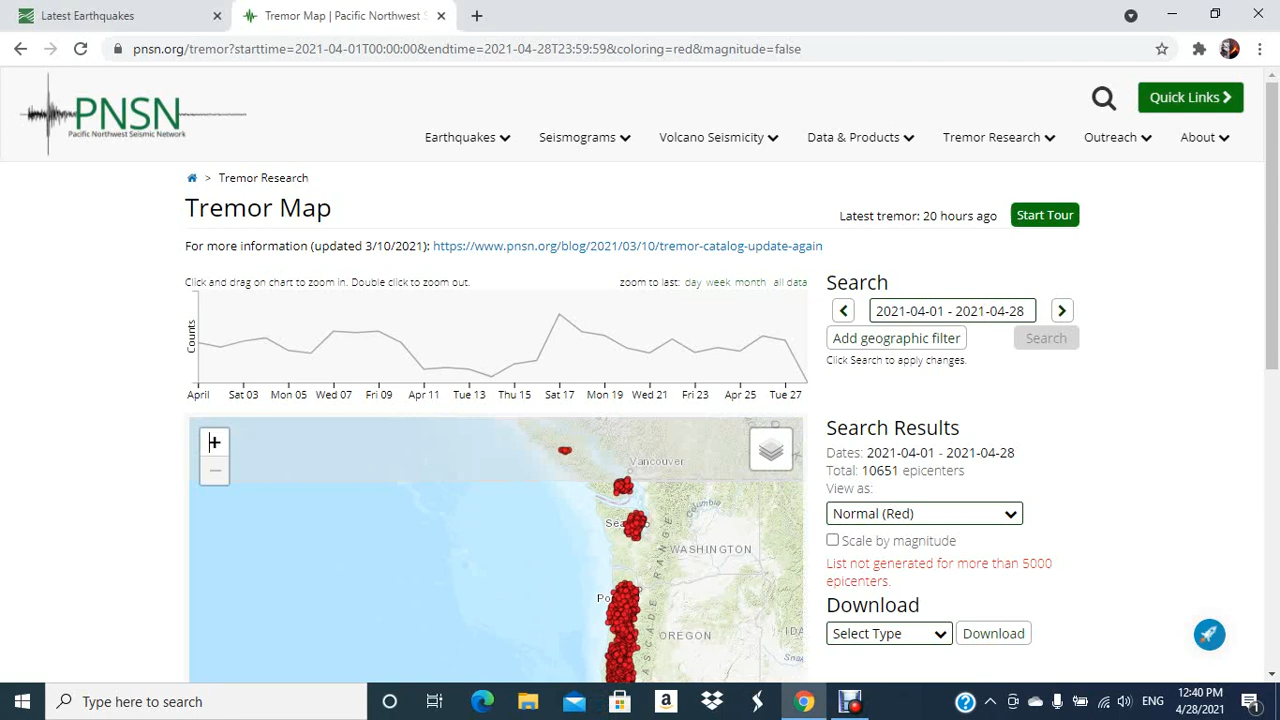 Latest Earthquakes
Tremor Map | Pacific Northwest S
pnsn.org/tremor?starttime=2021-04-01T00:00:00&endtime=2021-04-28T23:59:59&coloring=red&magnitude=false
PNSN
Pacific Northwest Seismic Network
Quick Links
Earthquakes
Seismograms
Volcano Seismicity
Data & Products
Tremor Research
Outreach
About
> Tremor Research
Tremor Map
Latest tremor: 20 hours ago
Start Tour
For more information (updated 3/10/2021): https://www.pnsn.org/blog/2021/03/10/tremor-catalog-update-again
Click and drag on chart to zoom in. Double click to zoom out.
zoom to last: day week month all data
Counts
April Sat 03 Mon 05 Wed 07 Fri 09 Apr 11 Tue 13 Thu 15 Sat 17 Mon 19 Wed 21 Fri 23 Apr 25 Tue 27
Search
2021-04-01 - 2021-04-28
Add geographic filter
Search
Click Search to apply changes.
+
−
Vancouver
Columbia
WASHINGTON
CASCADE RANGE
OREGON
Search Results
Dates: 2021-04-01 - 2021-04-28
Total: 10651 epicenters
View as:
Normal (Red)
Scale by magnitude
List not generated for more than 5000
epicenters.
Download
Select Type
Download
Type here to search
ENG
12:40 PM
4/28/2021
1